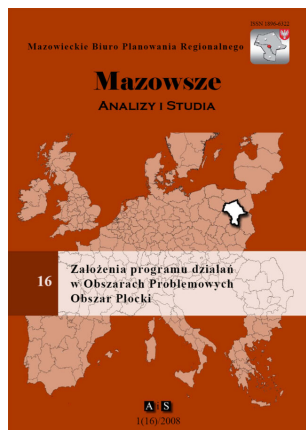 ISSN 1896-6322
Mazowieckie Biuro Planowania Regionalnego
Mazowsze
ANALIZY I STUDIA
16
Założenia programu działań
w Obszarach Problemowych
Obszar Płocki
A i S
1(16)/2008